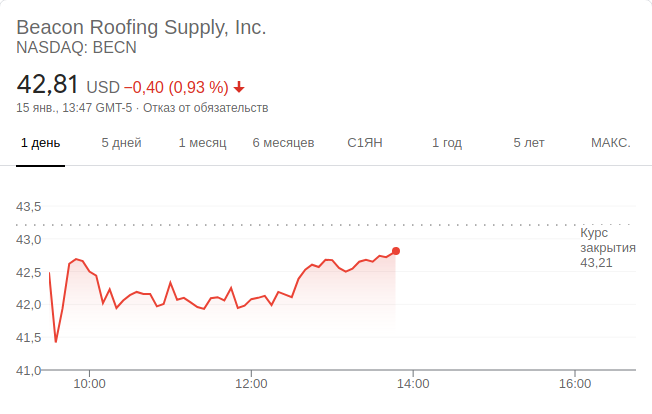 Beacon Roofing Supply, Inc.
NASDAQ: BECN
42,81 USD −0,40 (0,93 %)
15 янв., 13:47 GMT-5 · Отказ от обязательств
1 день 5 дней 1 месяц 6 месяцев С1ЯН 1 год 5 лет МАКС.
43,5
43,0
42,5
42,0
41,5
41,0
Курс
закрытия
43,21
10:00 12:00 14:00 16:00